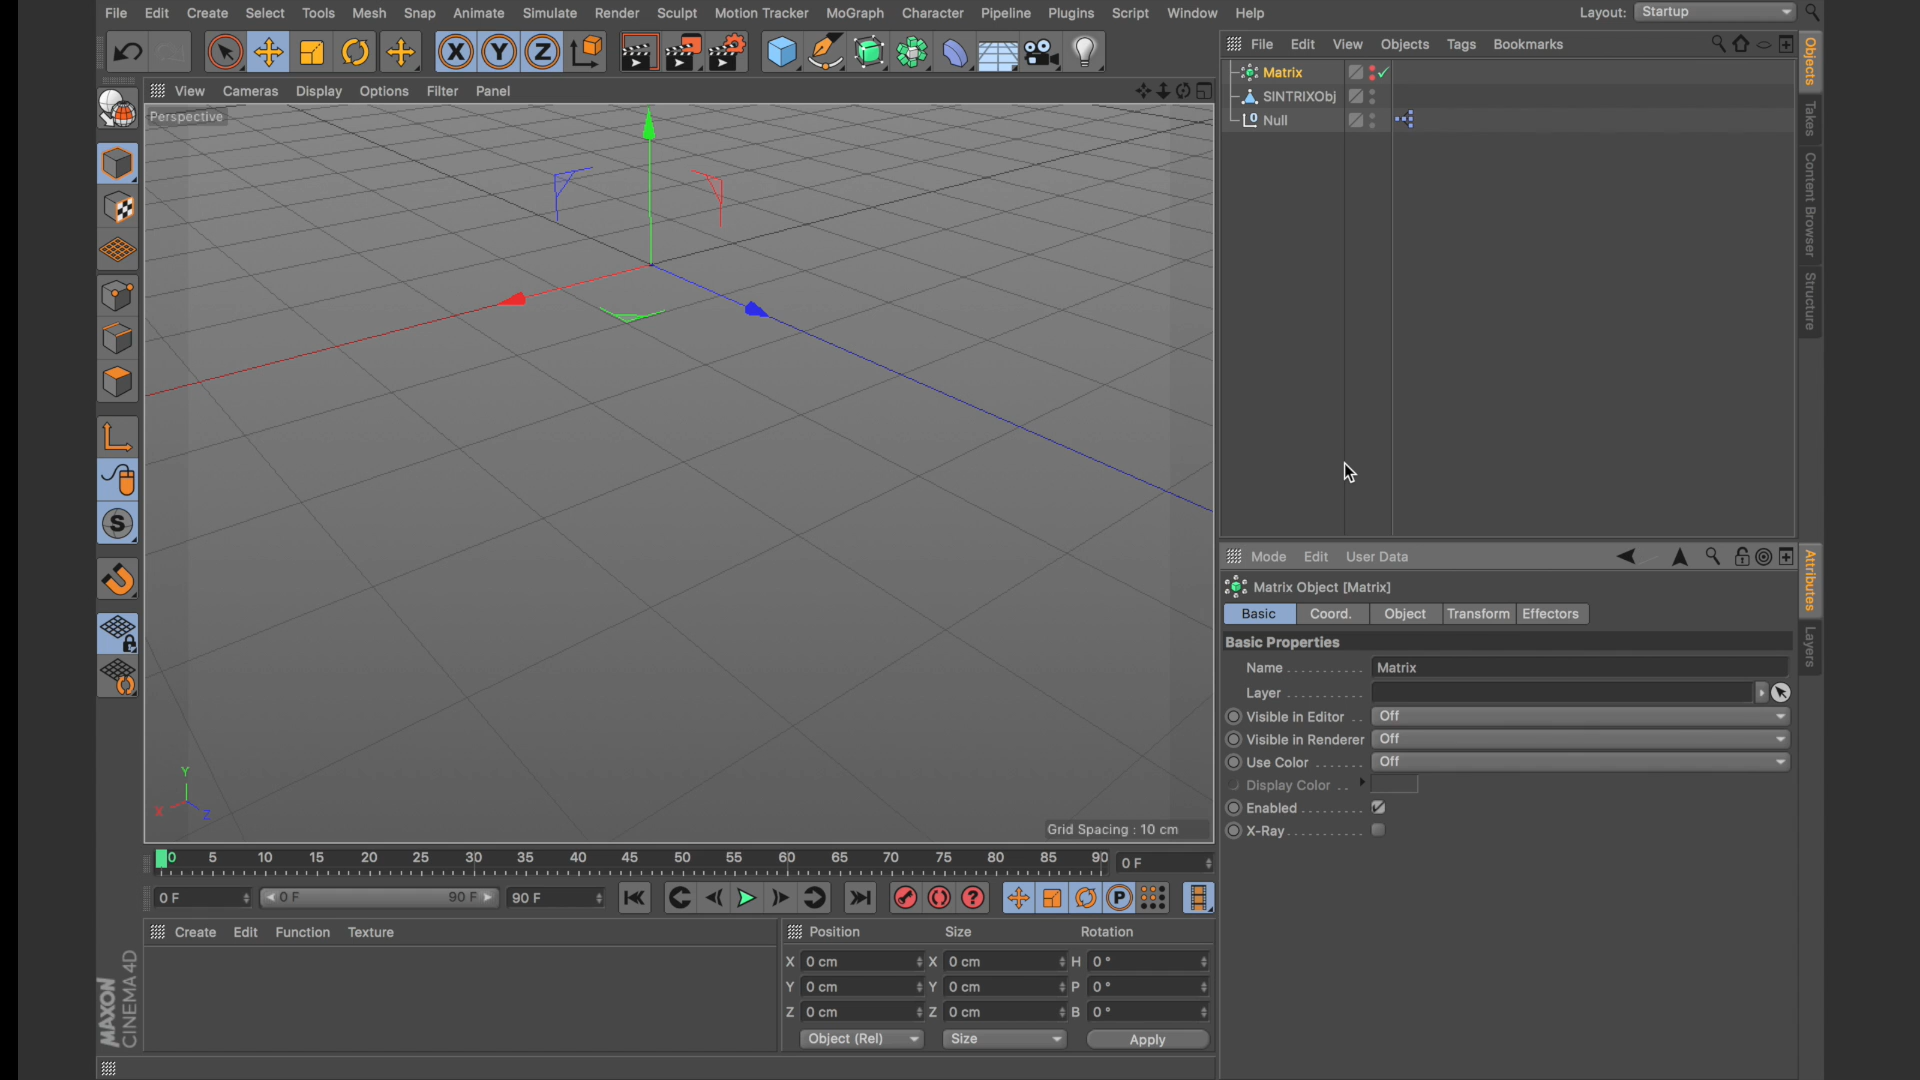 File Edit Create Select Tools Mesh Snap Animate Simulate Render Sculpt Motion Tracker MoGraph Character Pipeline Plugins Script Window Help Layout: Startup
X Y Z
File Edit View Objects Tags Bookmarks
Matrix
SINTRIXObj
0 Null
Objects
Takes
Content Browser
Structure
View Cameras Display Options Filter Panel
Perspective
S
Y
X
Z
Grid Spacing : 10 cm
Mode Edit User Data
Matrix Object [Matrix]
Basic Coord. Object Transform Effectors
Basic Properties
Name Matrix
Layer
Visible in Editor Off
Visible in Renderer Off
Use Color Off
Display Color
Enabled
X-Ray
Attributes
Layers
0 5 10 15 20 25 30 35 40 45 50 55 60 65 70 75 80 85 90 0 F
0 F 0 F 90 F 90 F ? P
Create Edit Function Texture
Position Size Rotation
X 0 cm X 0 cm H 0 °
Y 0 cm Y 0 cm P 0 °
Z 0 cm Z 0 cm B 0 °
Object (Rel) Size Apply
MAXON
CINEMA 4D